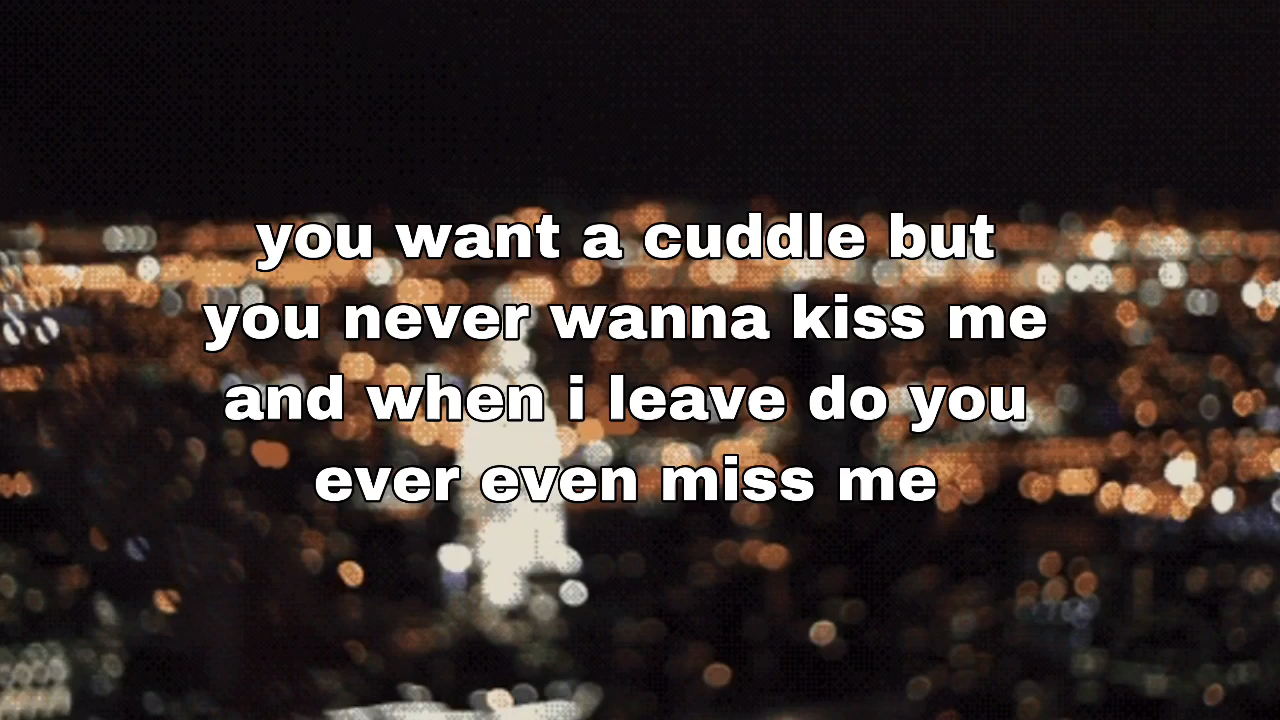 you want a cuddle but
you never wanna kiss me
and when i leave do you
ever even miss me